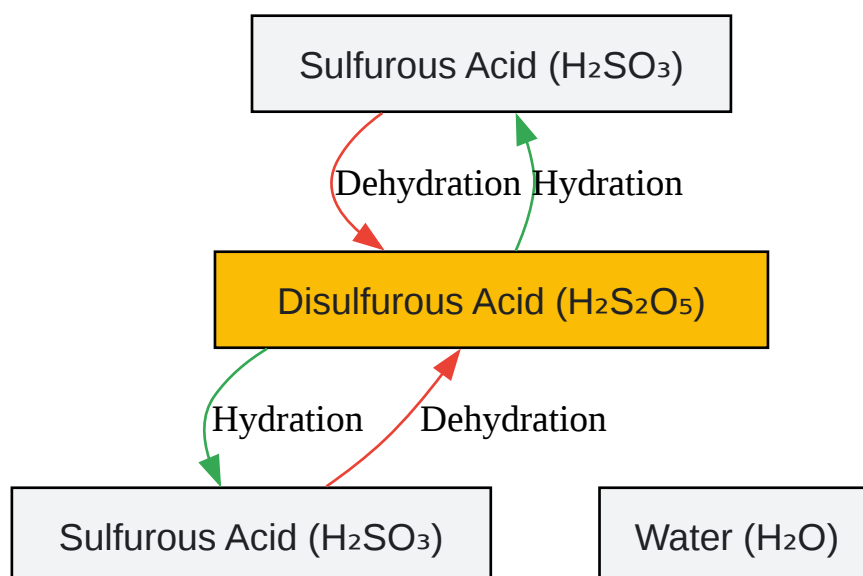 Sulfurous Acid (H₂SO₃)
Dehydration
Hydration
Disulfurous Acid (H₂S₂O₅)
Hydration
Dehydration
Sulfurous Acid (H₂SO₃)
Water (H₂O)